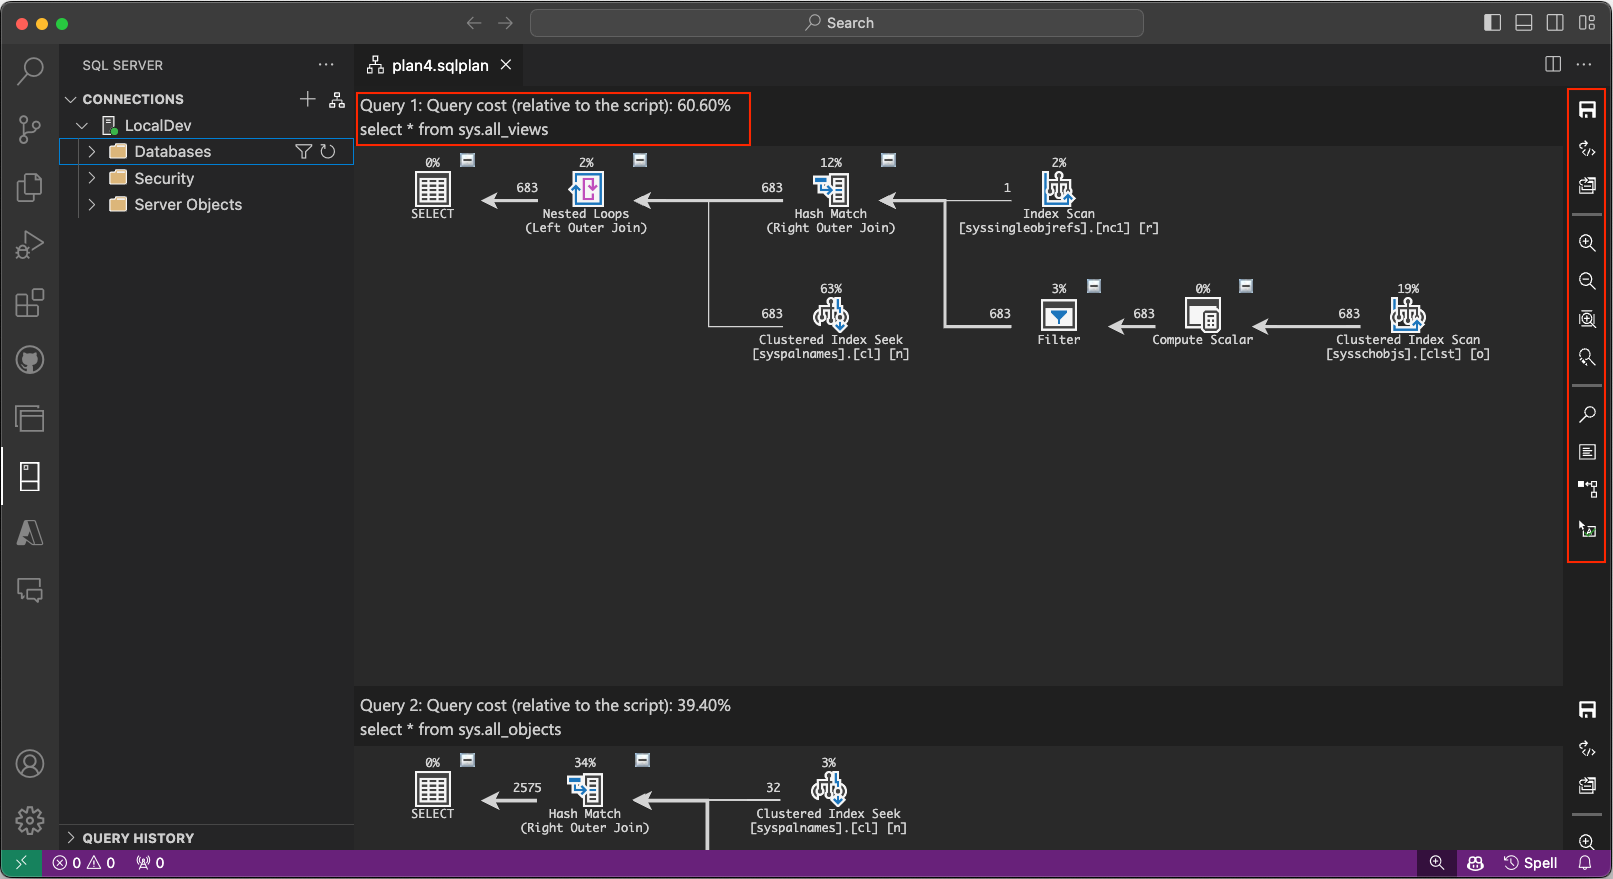 Search
SQL SERVER
CONNECTIONS
LocalDev
Databases
Security
Server Objects
QUERY HISTORY
plan4.sqlplan
Query 1: Query cost (relative to the script): 60.60%
select * from sys.all_views
0%
SELECT
683
2%
Nested Loops
(Left Outer Join)
683
12%
Hash Match
(Right Outer Join)
1
2%
Index Scan
[syssingleobjrefs].[nc1] [r]
683
63%
Clustered Index Seek
[syspalnames].[cl] [n]
683
3%
Filter
683
0%
Compute Scalar
683
19%
Clustered Index Scan
[sysschobjs].[clst] [o]
Query 2: Query cost (relative to the script): 39.40%
select * from sys.all_objects
0%
SELECT
2575
34%
Hash Match
(Right Outer Join)
32
3%
Clustered Index Seek
[syspalnames].[cl] [n]
0 0 0
Spell